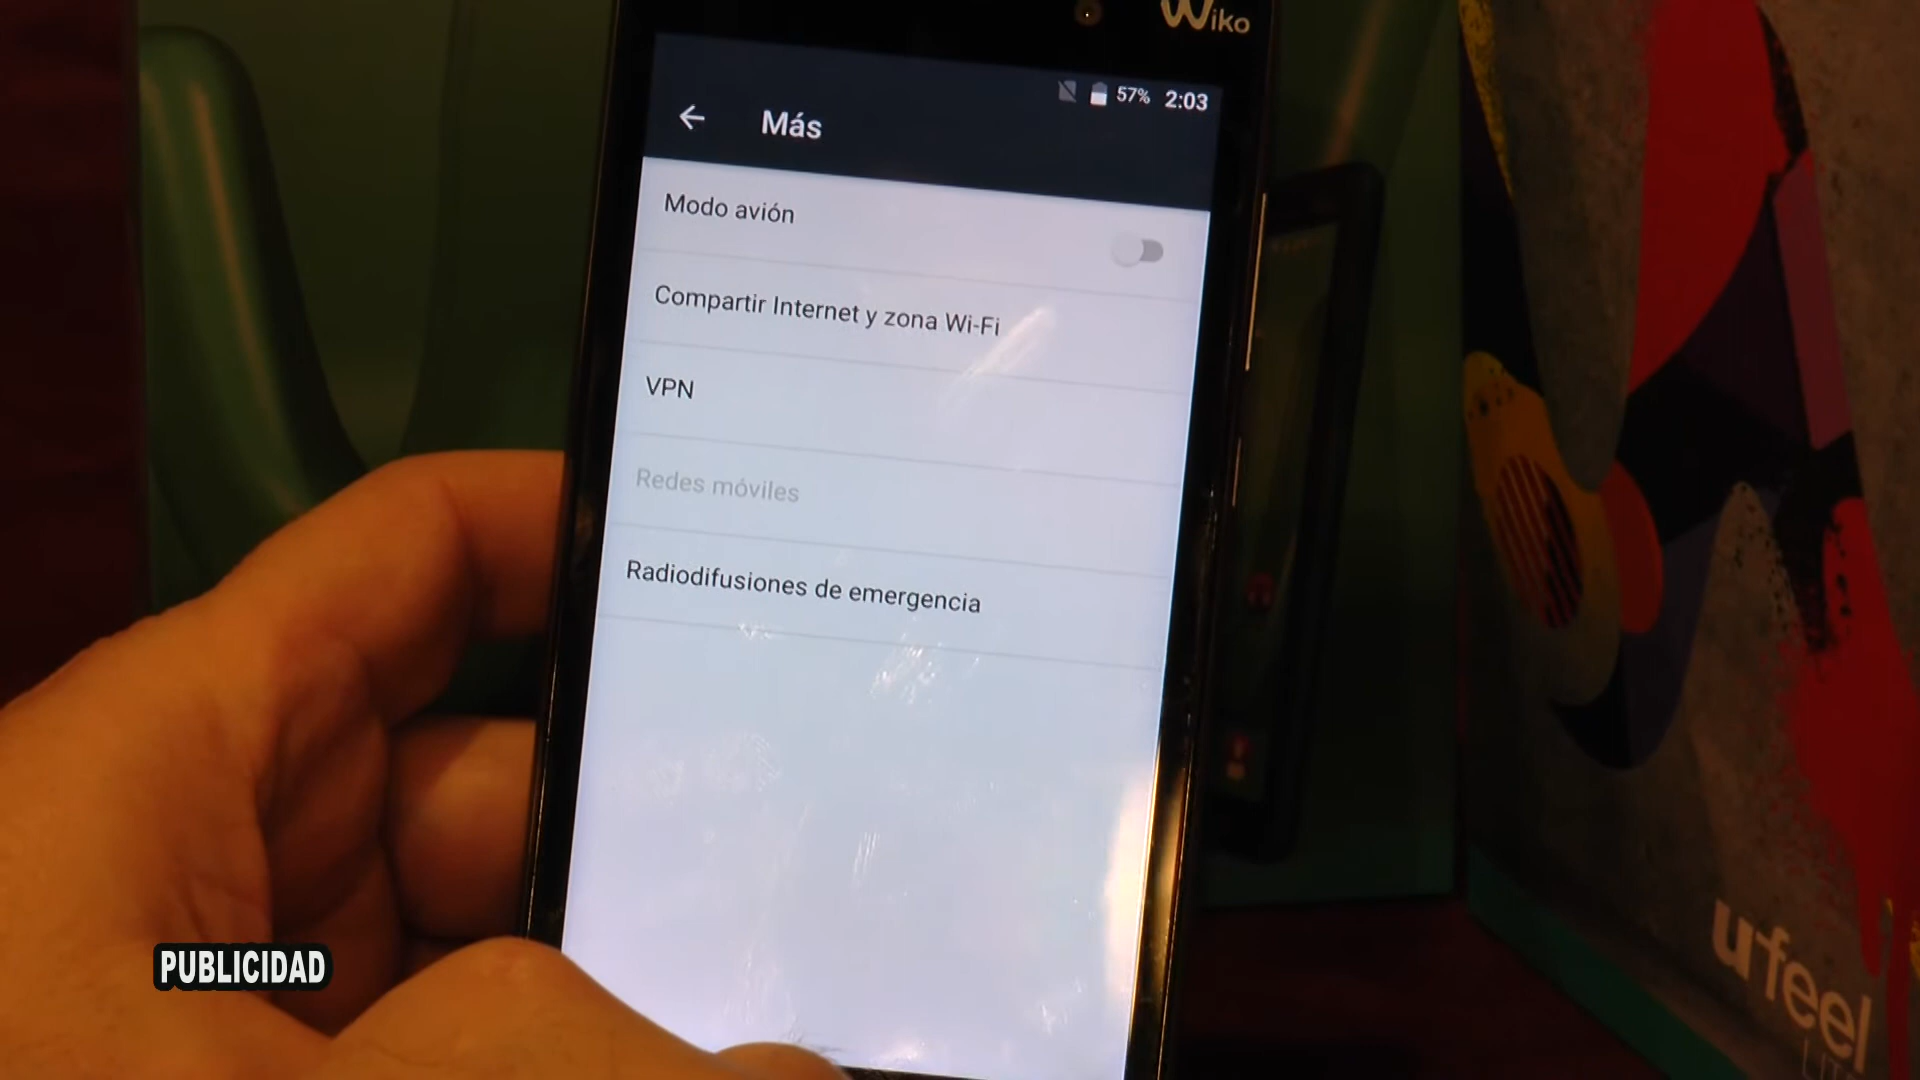 Wiko
57% 2:03
Más
Modo avión
Compartir Internet y zona Wi-Fi
VPN
Redes móviles
Radiodifusiones de emergencia
PUBLICIDAD
ufeel